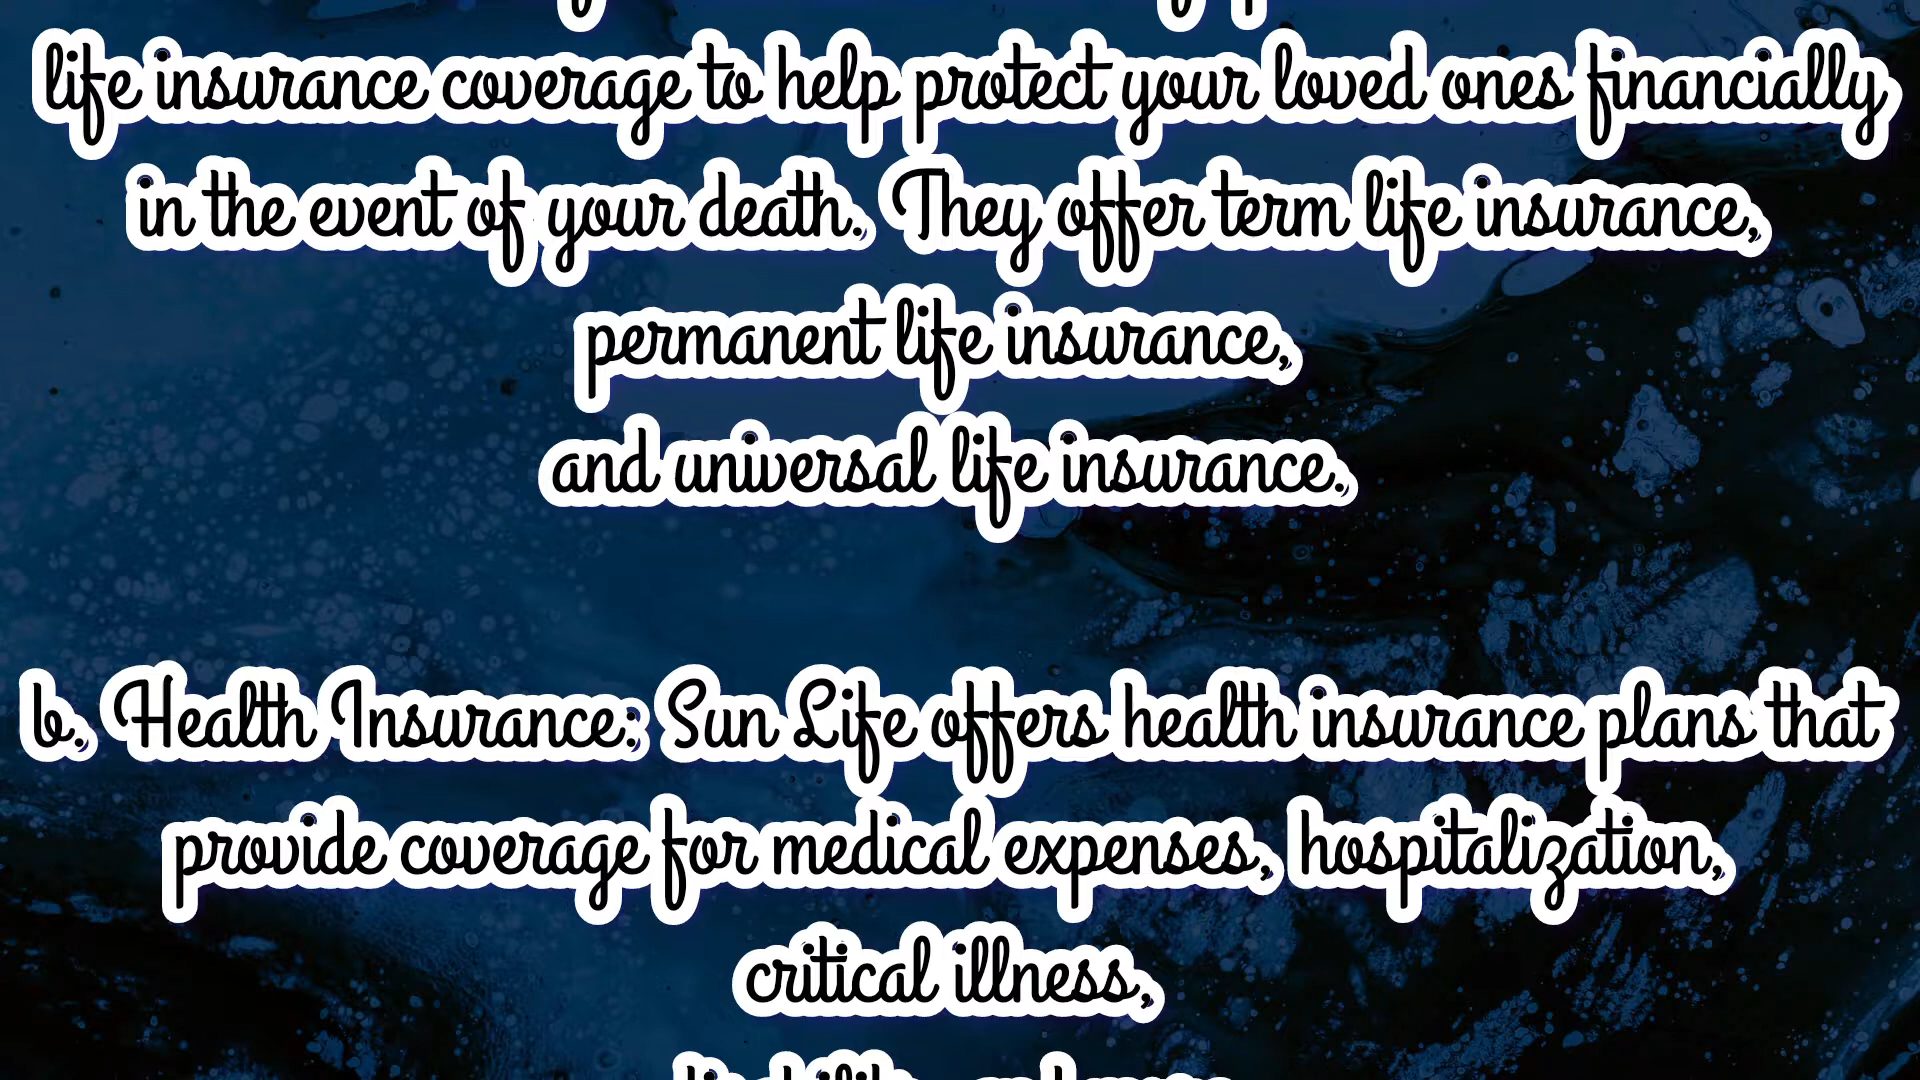 life insurance coverage to help protect your loved ones financially
in the event of your death. They offer term life insurance,
permanent life insurance,
and universal life insurance.
b. Health Insurance: Sun Life offers health insurance plans that
provide coverage for medical expenses, hospitalization,
critical illness,